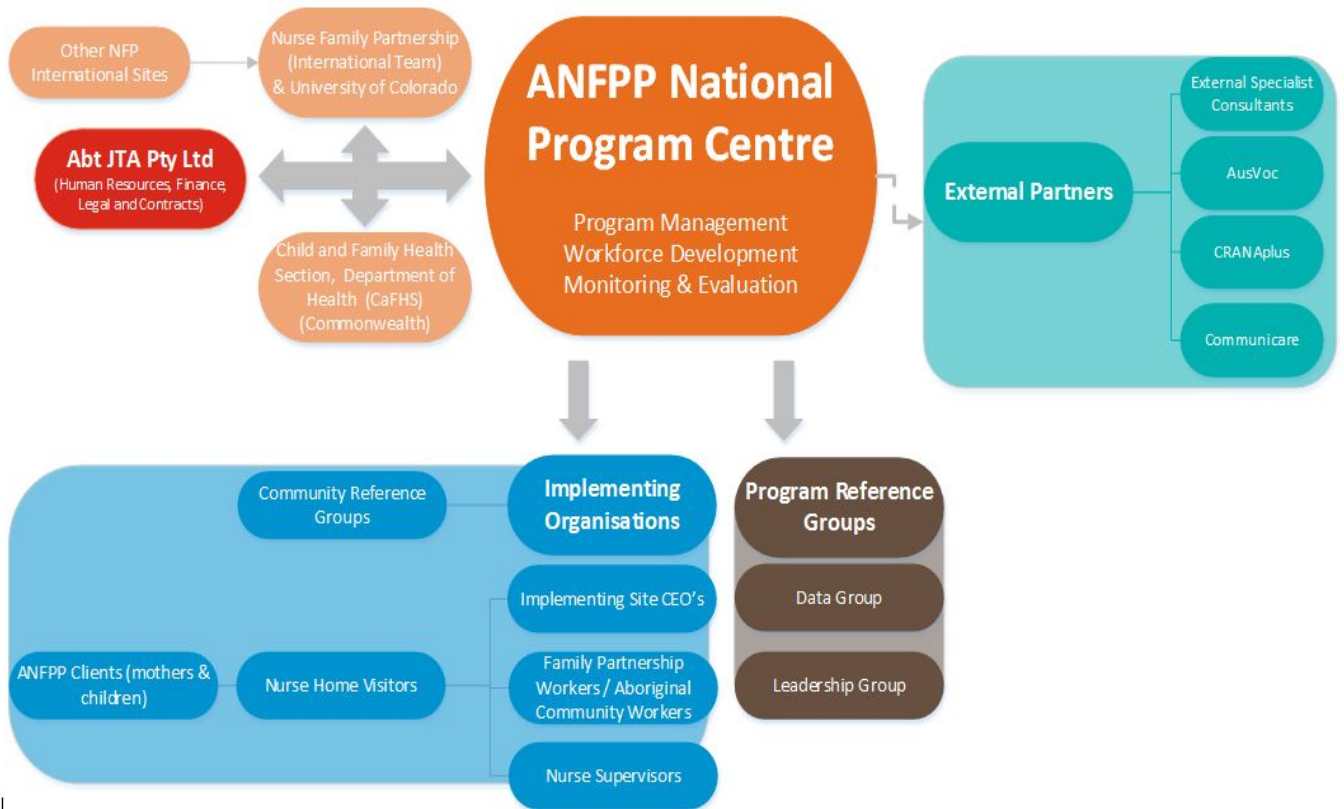 Other NFP
International Sites
Nurse Family Partnership
(International Team)
& University of Colorado
Abt JTA Pty Ltd
(Human Resources, Finance,
Legal and Contracts)
Child and Family Health
Section, Department of
Health (CaFHS)
(Commonwealth)
ANFPP National
Program Centre
Program Management
Workforce Development
Monitoring & Evaluation
External Partners
External Specialist
Consultants
AusVoc
CRANAplus
Communicare
Community Reference
Groups
Implementing
Organisations
Implementing Site CEO's
ANFPP Clients (mothers &
children)
Nurse Home Visitors
Family Partnership
Workers / Aboriginal
Community Workers
Nurse Supervisors
Program Reference
Groups
Data Group
Leadership Group